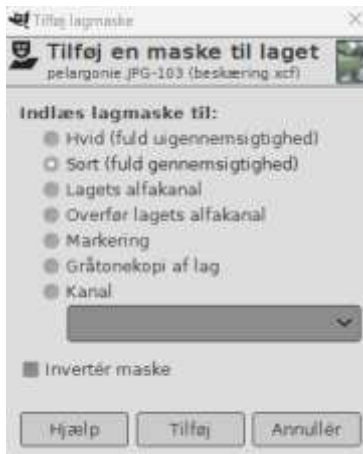 Tilføj lagmaske
Tilføj en maske til laget
pelargonie.JPG-103 (beskæring.xcf)
Indlæs lagmaske til:
Hvid (fuld uigennemsigtighed)
Sort (fuld gennemsigtighed)
Lagets alfakanal
Overfør lagets alfakanal
Markering
Gråtonekopi af lag
Kanal
Invertér maske
Hjælp
Tilføj
Annullér